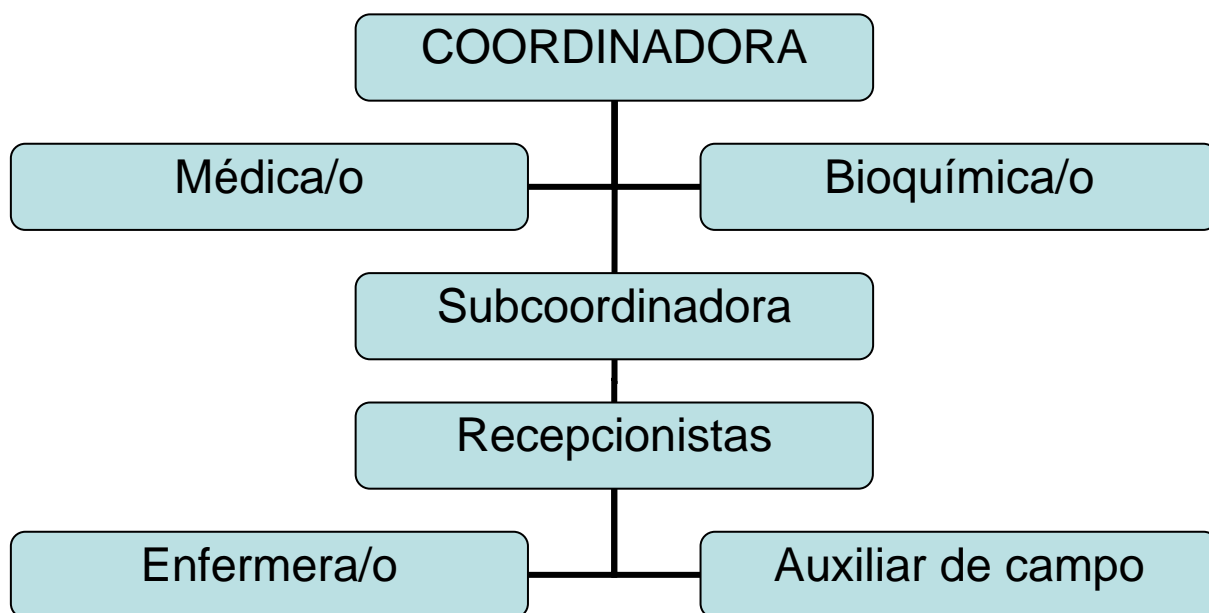 COORDINADORA
Médica/o
Bioquímica/o
Subcoordinadora
Recepcionistas
Enfermera/o
Auxiliar de campo